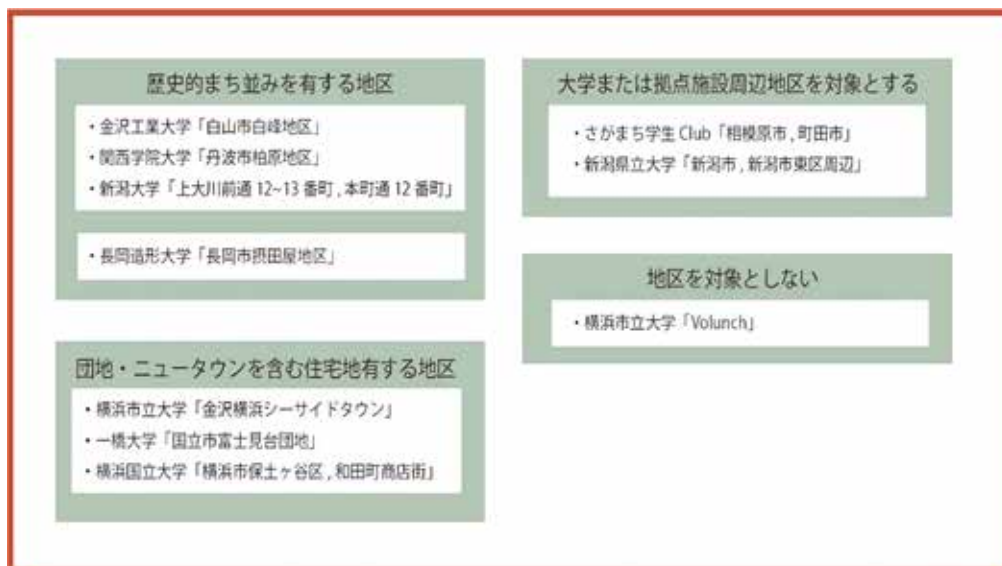 歴史的まち並みを有する地区
・金沢工業大学「白山市白峰地区」
・関西学院大学「丹波市柏原地区」
・新潟大学「上大川前通 12~13 番町 , 本町通 12 番町」
・長岡造形大学「長岡市摂田屋地区」
団地・ニュータウンを含む住宅地有する地区
・横浜市立大学「金沢横浜シーサイドタウン」
・一橋大学「国立市富士見台団地」
・横浜国立大学「横浜市保土ヶ谷区 , 和田町商店街」
大学または拠点施設周辺地区を対象とする
・さがまち学生 Club「相模原市 , 町田市」
・新潟県立大学「新潟市 , 新潟市東区周辺」
地区を対象としない
・横浜市立大学「Volunch」